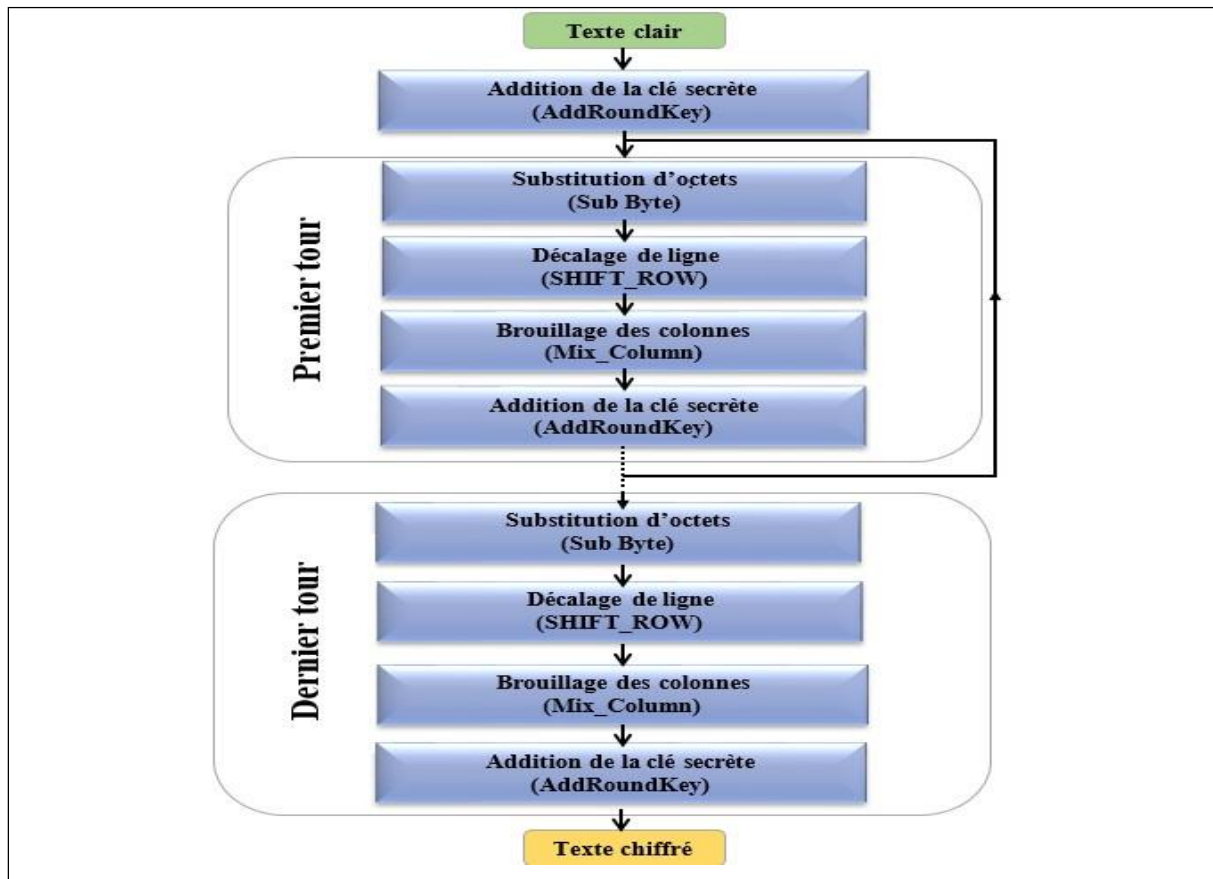 Texte clair
Addition de la clé secrète
(AddRoundKey)
Premier tour
Substitution d'octets
(Sub Byte)
Décalage de ligne
(SHIFT_ROW)
Brouillage des colonnes
(Mix_Column)
Addition de la clé secrète
(AddRoundKey)
Dernier tour
Substitution d'octets
(Sub Byte)
Décalage de ligne
(SHIFT_ROW)
Brouillage des colonnes
(Mix_Column)
Addition de la clé secrète
(AddRoundKey)
Texte chiffré